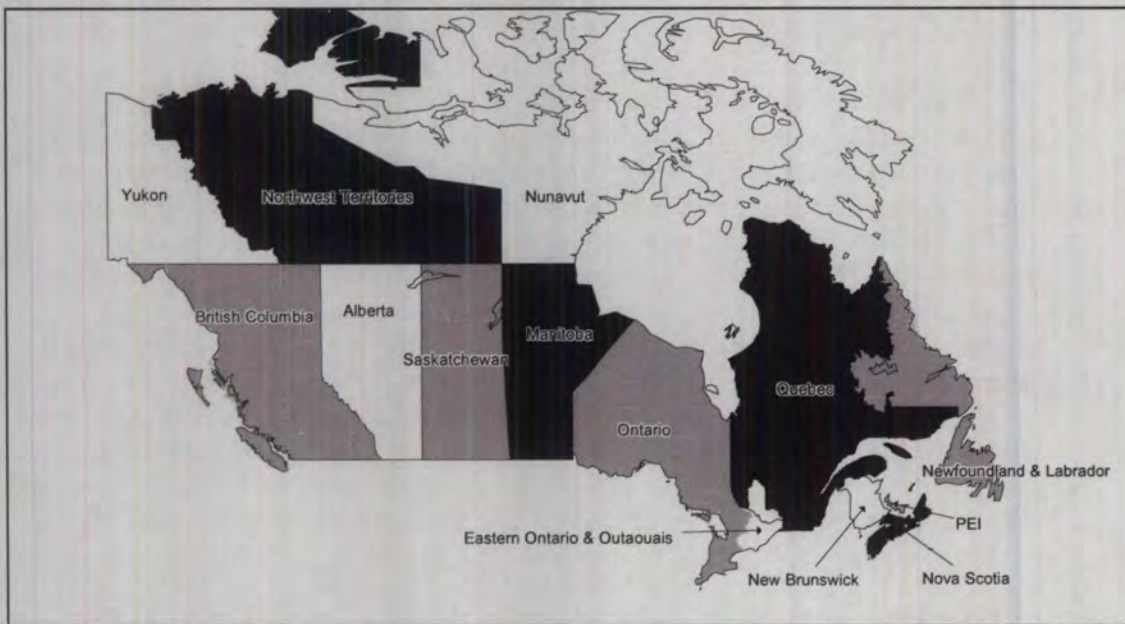 Yukon
Northwest Territories
Nunavut
British Columbia
Alberta
Saskatchewan
Manitoba
Quebec
Ontario
Newfoundland & Labrador
Eastern Ontario & Outaouais
PEI
New Brunswick
Nova Scotia